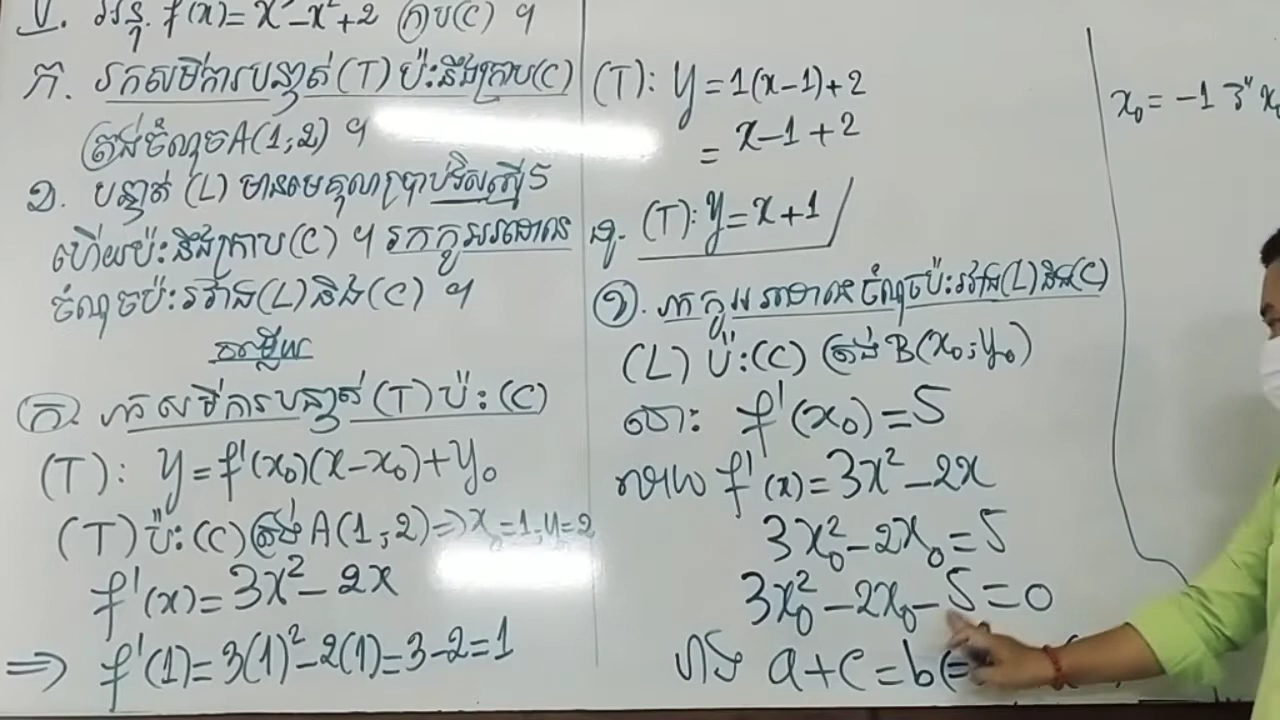 V. អនុ. f(x)=x³-x²+2 ក្រាប(C) ។
ក. រកសមីការបន្ទាត់(T) ប៉ះនឹងក្រាប(C)
ត្រង់ចំណុចA(1;2) ។
ខ. បន្ទាត់ (L) មានមេគុណប្រាប់ទិសស្មើ5
ហើយប៉ះនឹងក្រាប(C) ។ រកកូអរដោនេ
ចំណុចប៉ះរវាង(L)និង(C) ។
ចម្លើយ
ក. រកសមីការបន្ទាត់(T)ប៉ះ(C)
(T): y=f'(x₀)(x-x₀)+y₀
(T)ប៉ះ(C)ត្រង់A(1;2)=>x₀=1;y₀=2
f'(x)=3x²-2x
=> f'(1)=3(1)²-2(1)=3-2=1
(T): y=1(x-1)+2
= x-1+2
ដូ. (T):y=x+1
ខ. រកកូអរដោនេចំណុចប៉ះរវាង(L)និង(C)
(L)ប៉ះ(C) ត្រង់B(x₀;y₀)
នោះ f'(x₀)=5
ដោយ f'(x)=3x²-2x
3x₀²-2x₀=5
3x₀²-2x₀-5=0
រាង a+c=b
x₀=-1